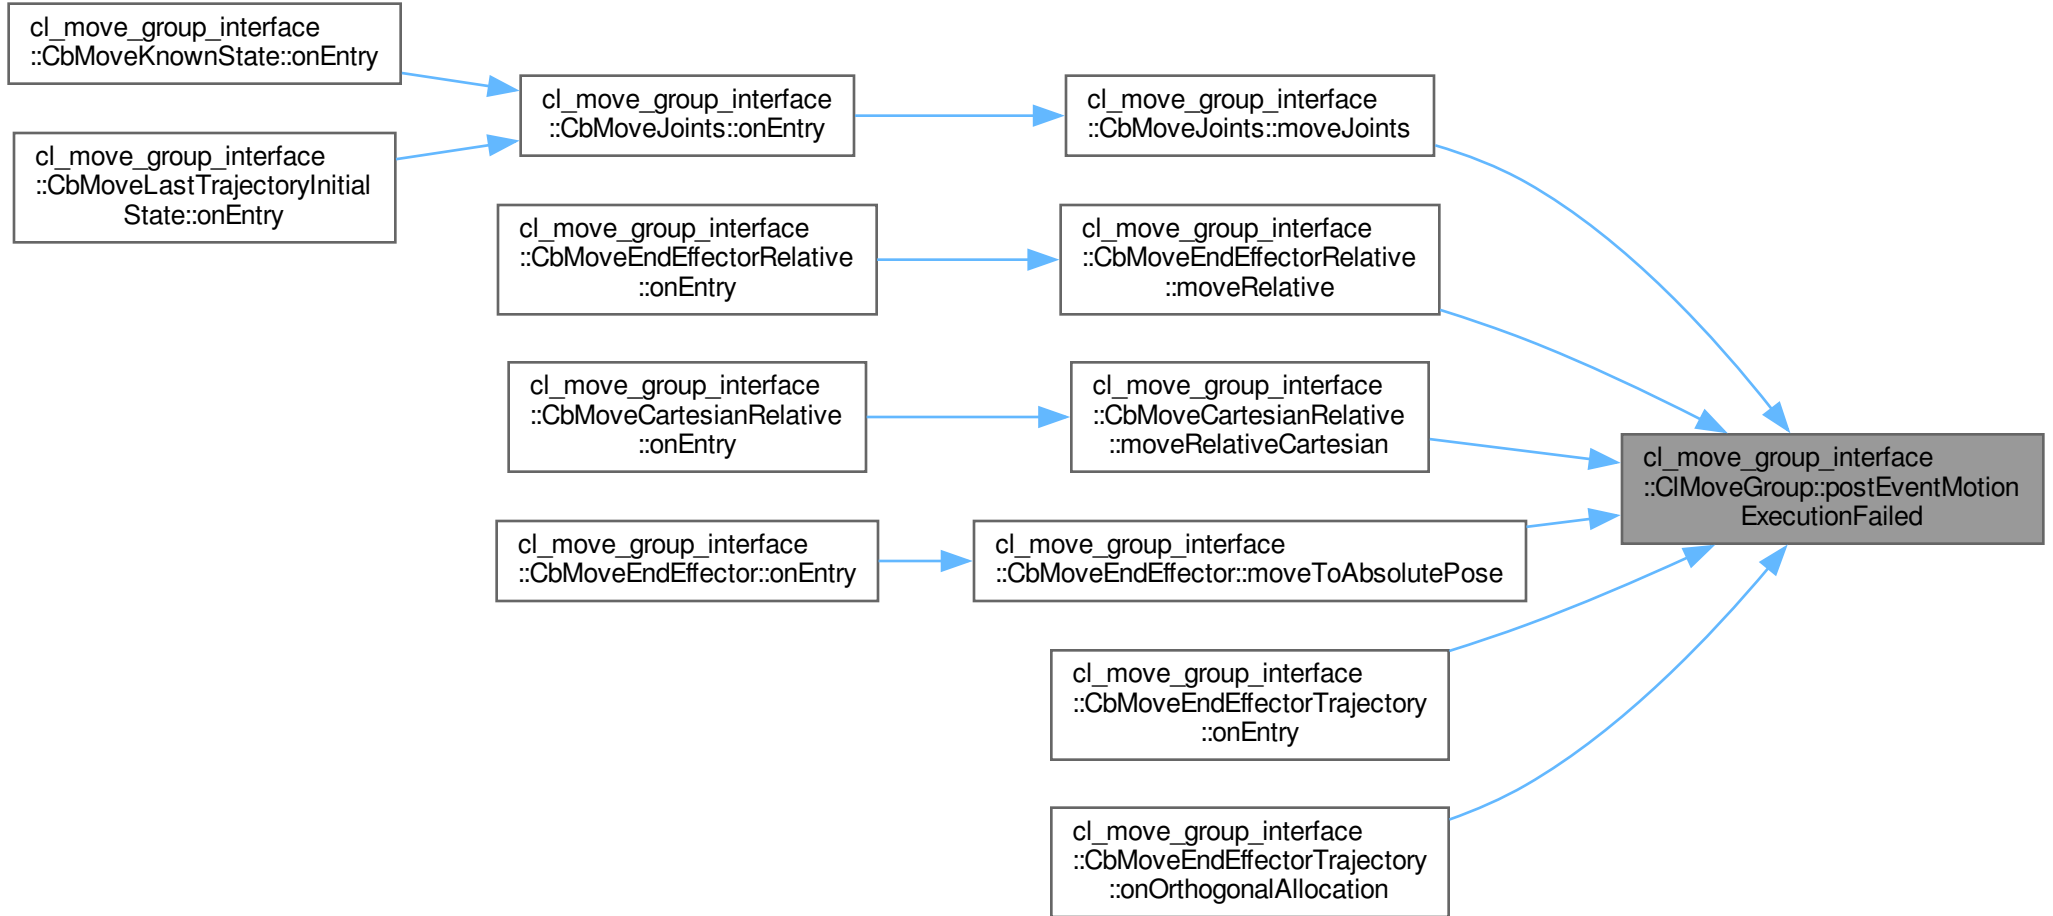 cl_move_group_interface
::CbMoveKnownState::onEntry
cl_move_group_interface
::CbMoveLastTrajectoryInitial
State::onEntry
cl_move_group_interface
::CbMoveJoints::onEntry
cl_move_group_interface
::CbMoveJoints::moveJoints
cl_move_group_interface
::CbMoveEndEffectorRelative
::onEntry
cl_move_group_interface
::CbMoveEndEffectorRelative
::moveRelative
cl_move_group_interface
::CbMoveCartesianRelative
::onEntry
cl_move_group_interface
::CbMoveCartesianRelative
::moveRelativeCartesian
cl_move_group_interface
::ClMoveGroup::postEventMotion
ExecutionFailed
cl_move_group_interface
::CbMoveEndEffector::onEntry
cl_move_group_interface
::CbMoveEndEffector::moveToAbsolutePose
cl_move_group_interface
::CbMoveEndEffectorTrajectory
::onEntry
cl_move_group_interface
::CbMoveEndEffectorTrajectory
::onOrthogonalAllocation